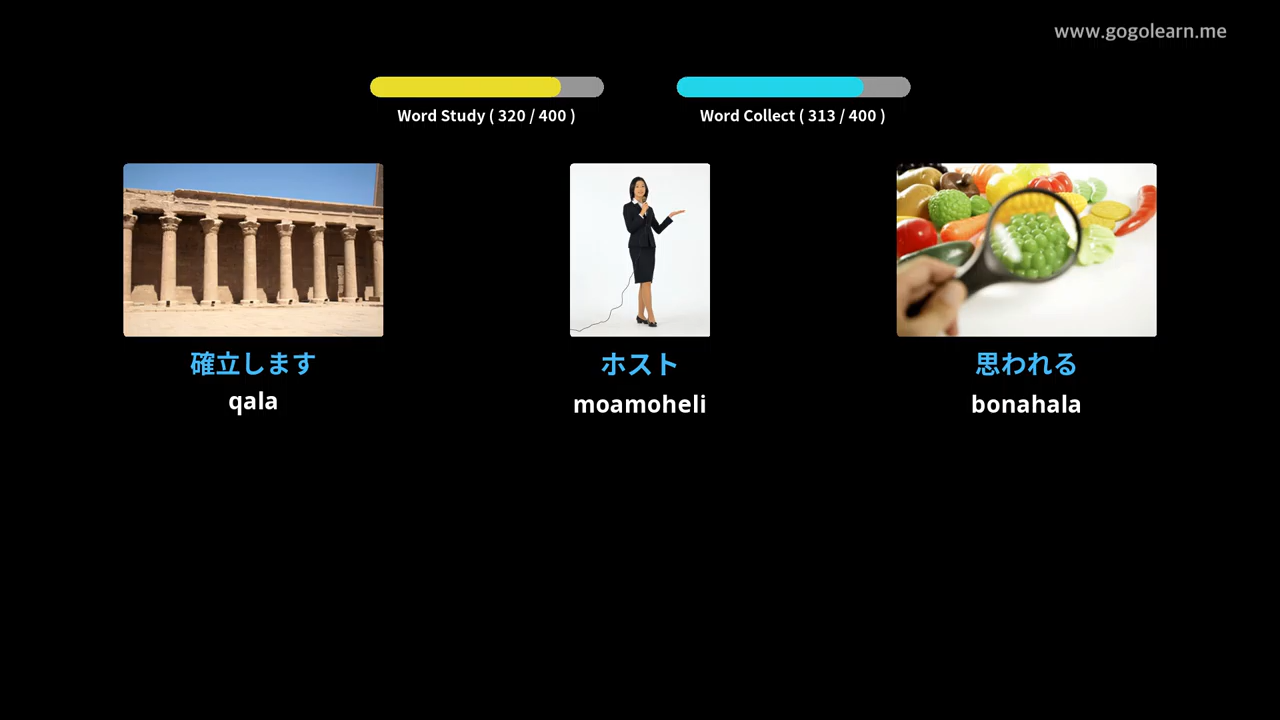 www.gogolearn.me
Word Study ( 320 / 400 )
Word Collect ( 313 / 400 )
確立します
qala
ホスト
moamoheli
思われる
bonahala